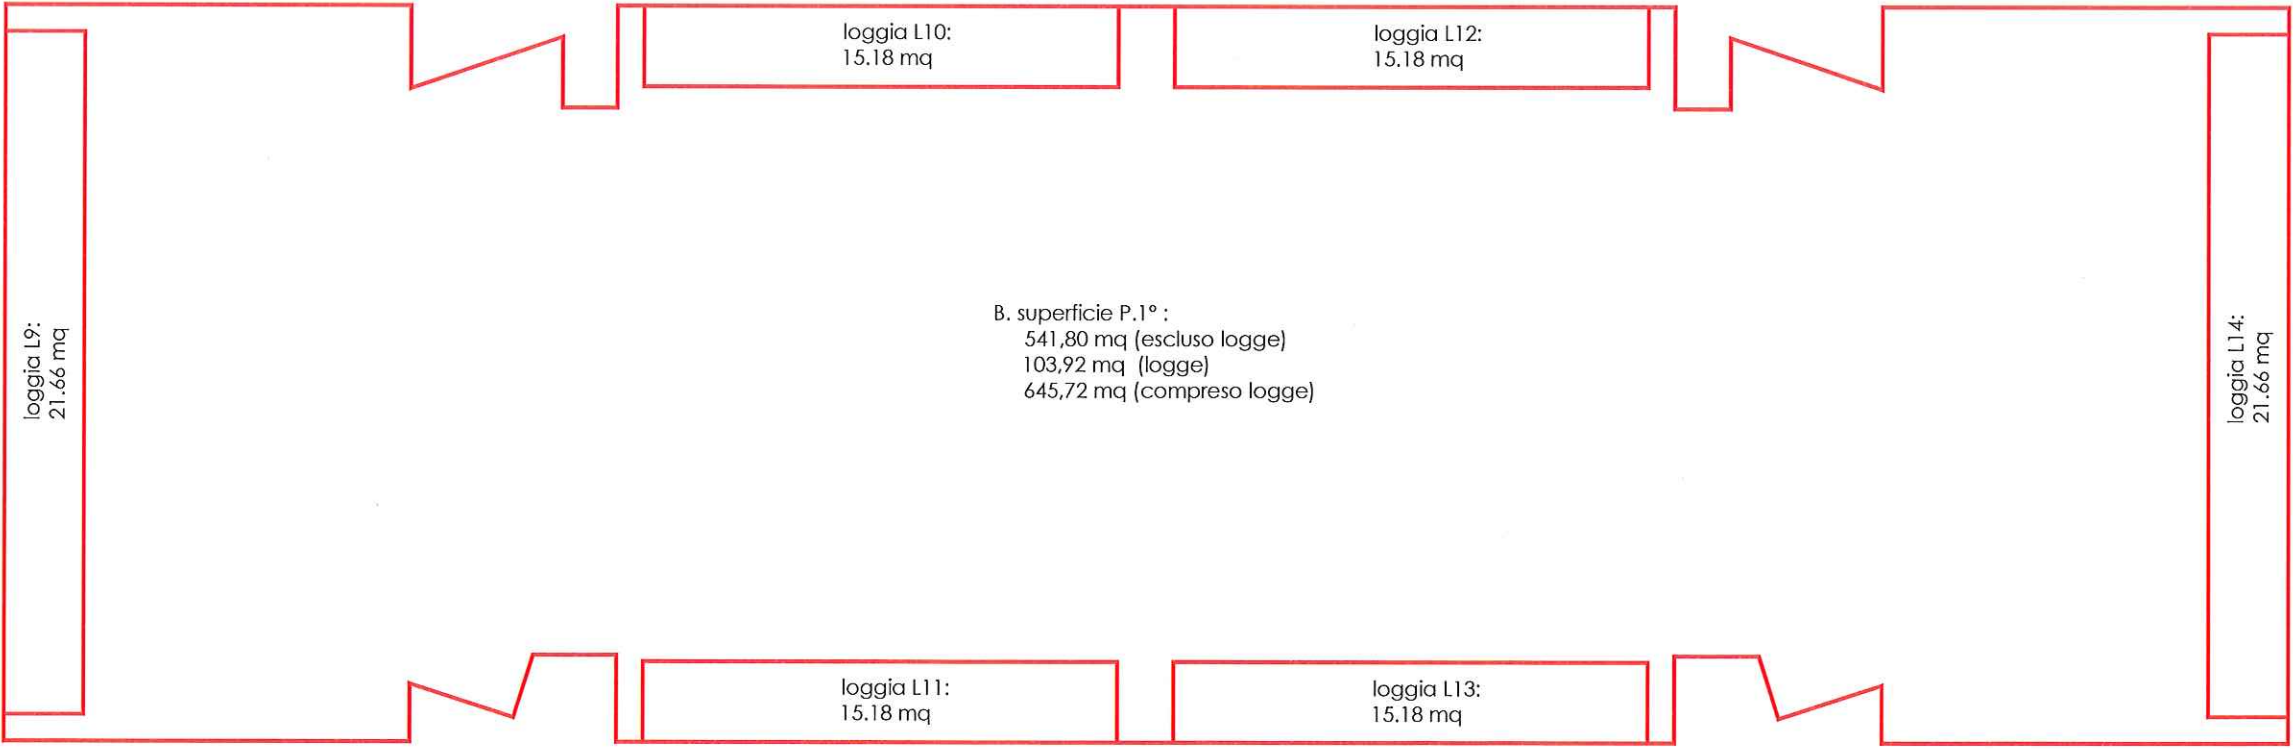 loggia L10:
15.18 mq
loggia L12:
15.18 mq
loggia L9:
21.66 mq
B. superficie P.1° :
541,80 mq (escluso logge)
103,92 mq (logge)
645,72 mq (compreso logge)
loggia L14:
21.66 mq
loggia L11:
15.18 mq
loggia L13:
15.18 mq